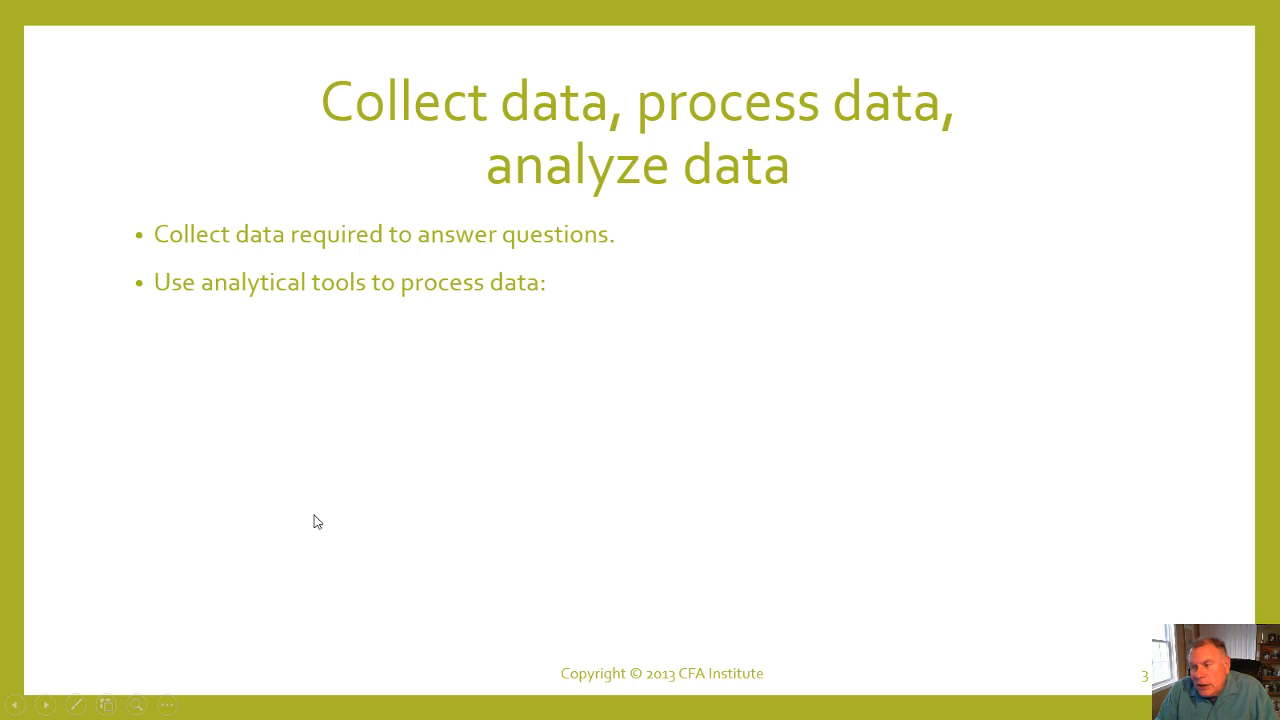 Collect data, process data,
analyze data
• Collect data required to answer questions.
• Use analytical tools to process data:
Copyright © 2013 CFA Institute
3